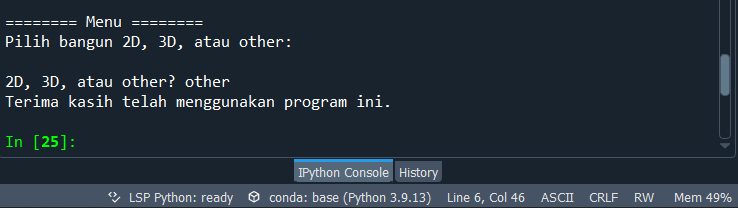 ======== Menu ========
Pilih bangun 2D, 3D, atau other:
2D, 3D, atau other? other
Terima kasih telah menggunakan program ini.
In [25]:
IPython Console History
LSP Python: ready conda: base (Python 3.9.13) Line 6, Col 46 ASCII CRLF RW Mem 49%